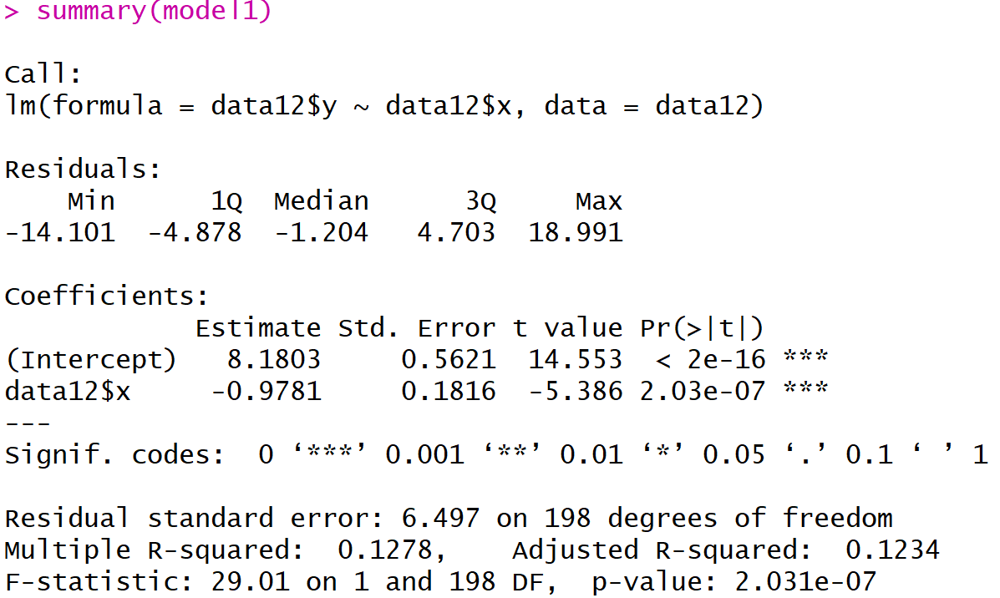 > summary(model1)
Call:
lm(formula = data12$y ~ data12$x, data = data12)
Residuals:
    Min      1Q  Median      3Q     Max
-14.101  -4.878  -1.204   4.703  18.991
Coefficients:
            Estimate Std. Error t value Pr(>|t|)
(Intercept)   8.1803     0.5621  14.553  < 2e-16 ***
data12$x     -0.9781     0.1816  -5.386 2.03e-07 ***
---
Signif. codes:  0 ‘***’ 0.001 ‘**’ 0.01 ‘*’ 0.05 ‘.’ 0.1 ‘ ’ 1
Residual standard error: 6.497 on 198 degrees of freedom
Multiple R-squared:  0.1278,    Adjusted R-squared:  0.1234
F-statistic: 29.01 on 1 and 198 DF,  p-value: 2.031e-07